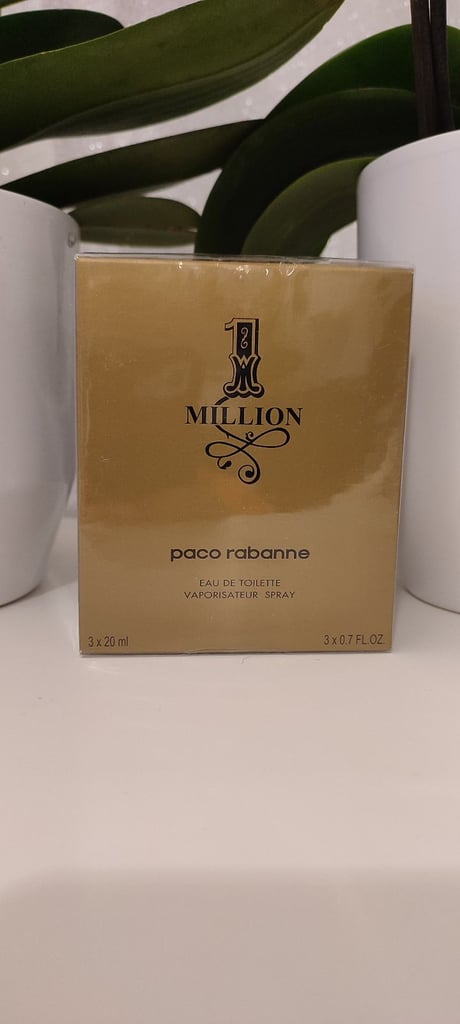 1
MILLION
paco rabanne
EAU DE TOILETTE
VAPORISATEUR SPRAY
3 x 20 ml
3 x 0.7 FL.OZ.